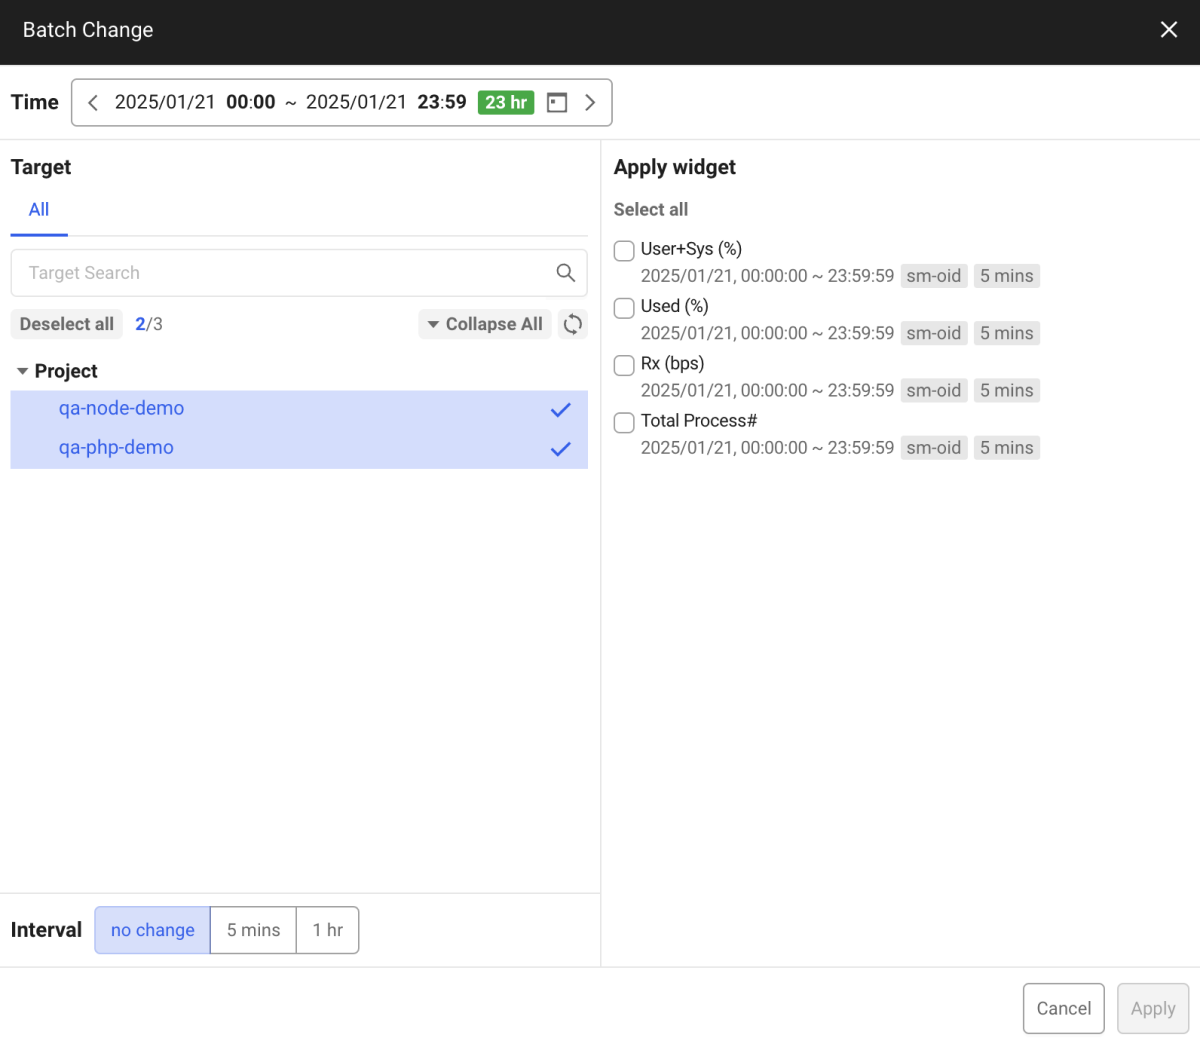 Batch Change
Time 2025/01/21 00:00 ~ 2025/01/21 23:59 23 hr
Target
All
Target Search
Deselect all 2/3 Collapse All
Project
qa-node-demo
qa-php-demo
Interval no change 5 mins 1 hr
Apply widget
Select all
User+Sys (%)
2025/01/21, 00:00:00 ~ 23:59:59 sm-oid 5 mins
Used (%)
2025/01/21, 00:00:00 ~ 23:59:59 sm-oid 5 mins
Rx (bps)
2025/01/21, 00:00:00 ~ 23:59:59 sm-oid 5 mins
Total Process#
2025/01/21, 00:00:00 ~ 23:59:59 sm-oid 5 mins
Cancel Apply